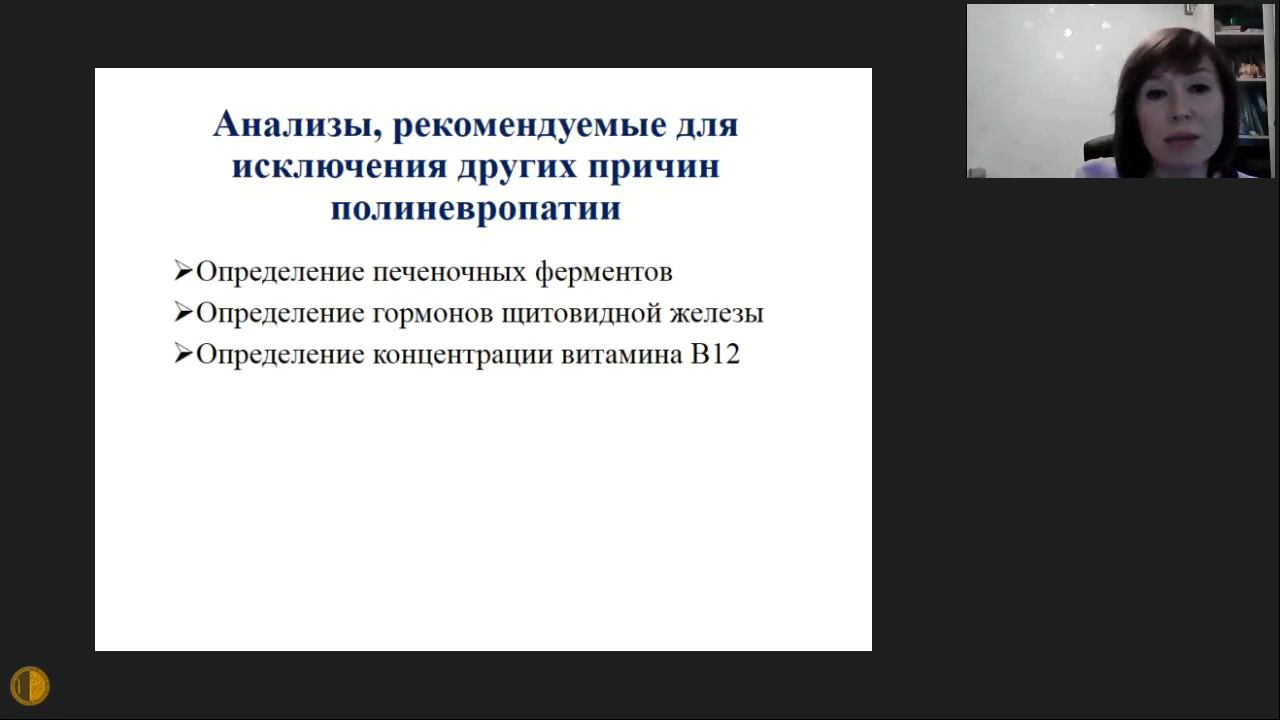 Анализы, рекомендуемые для
исключения других причин
полиневропатии
➢Определение печеночных ферментов
➢Определение гормонов щитовидной железы
➢Определение концентрации витамина В12